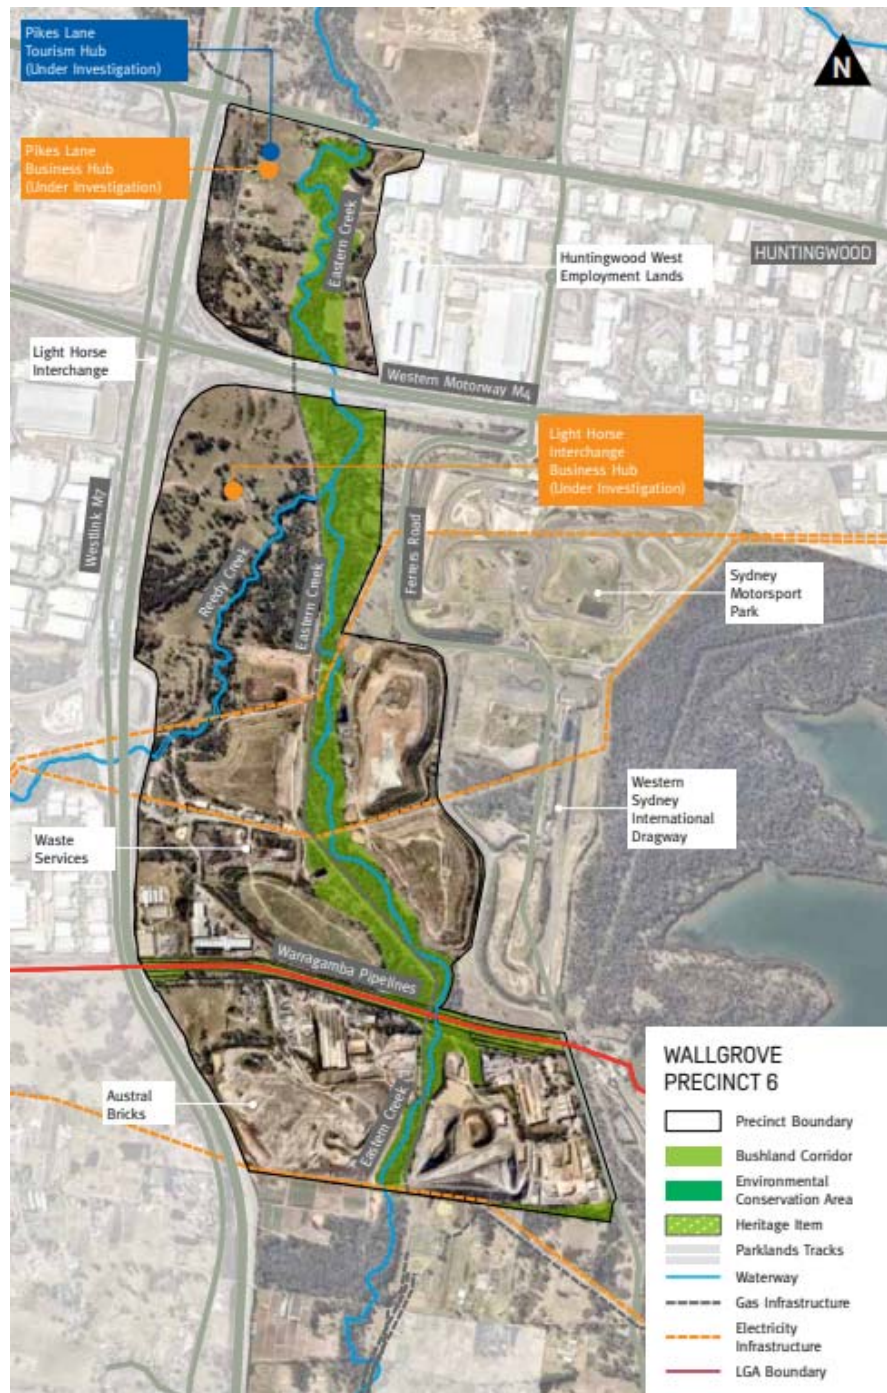 Pikes Lane
Tourism Hub
(Under Investigation)
N
Pikes Lane
Business Hub
(Under Investigation)
Eastern Creek
Huntingwood West
Employment Lands
HUNTINGWOOD
Light Horse
Interchange
Western Motorway M4
Light Horse
Interchange
Business Hub
(Under Investigation)
Westlink M7
Ferrers Road
Reedy Creek
Eastern Creek
Sydney
Motorsport
Park
Western
Sydney
International
Dragway
Waste
Services
Warragamba Pipelines
Austral
Bricks
Eastern Creek
WALLGROVE
PRECINCT 6
Precinct Boundary
Bushland Corridor
Environmental
Conservation Area
Heritage Item
Parklands Tracks
Waterway
Gas Infrastructure
Electricity
Infrastructure
LGA Boundary